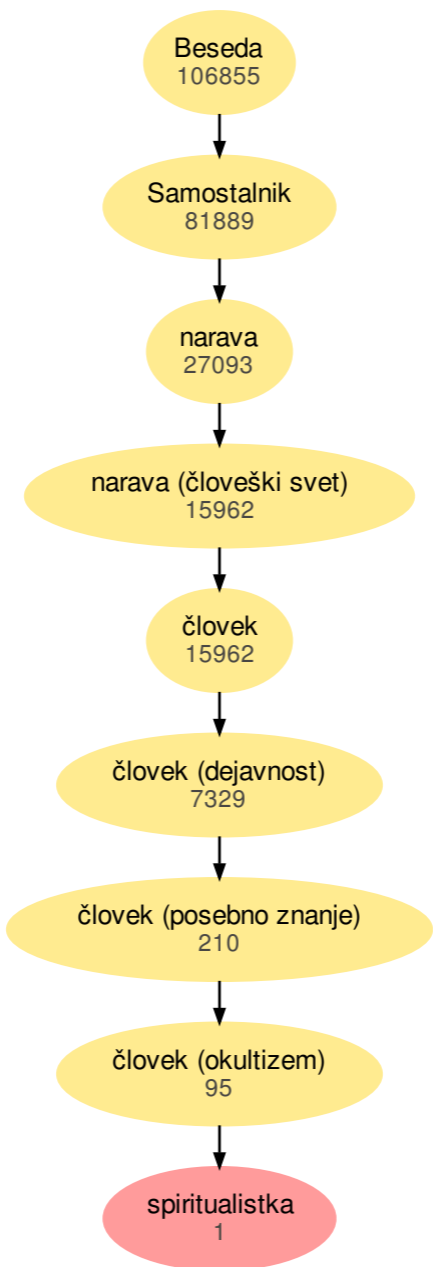 Beseda
106855
Samostalnik
81889
narava
27093
narava (človeški svet)
15962
človek
15962
človek (dejavnost)
7329
človek (posebno znanje)
210
človek (okultizem)
95
spiritualistka
1